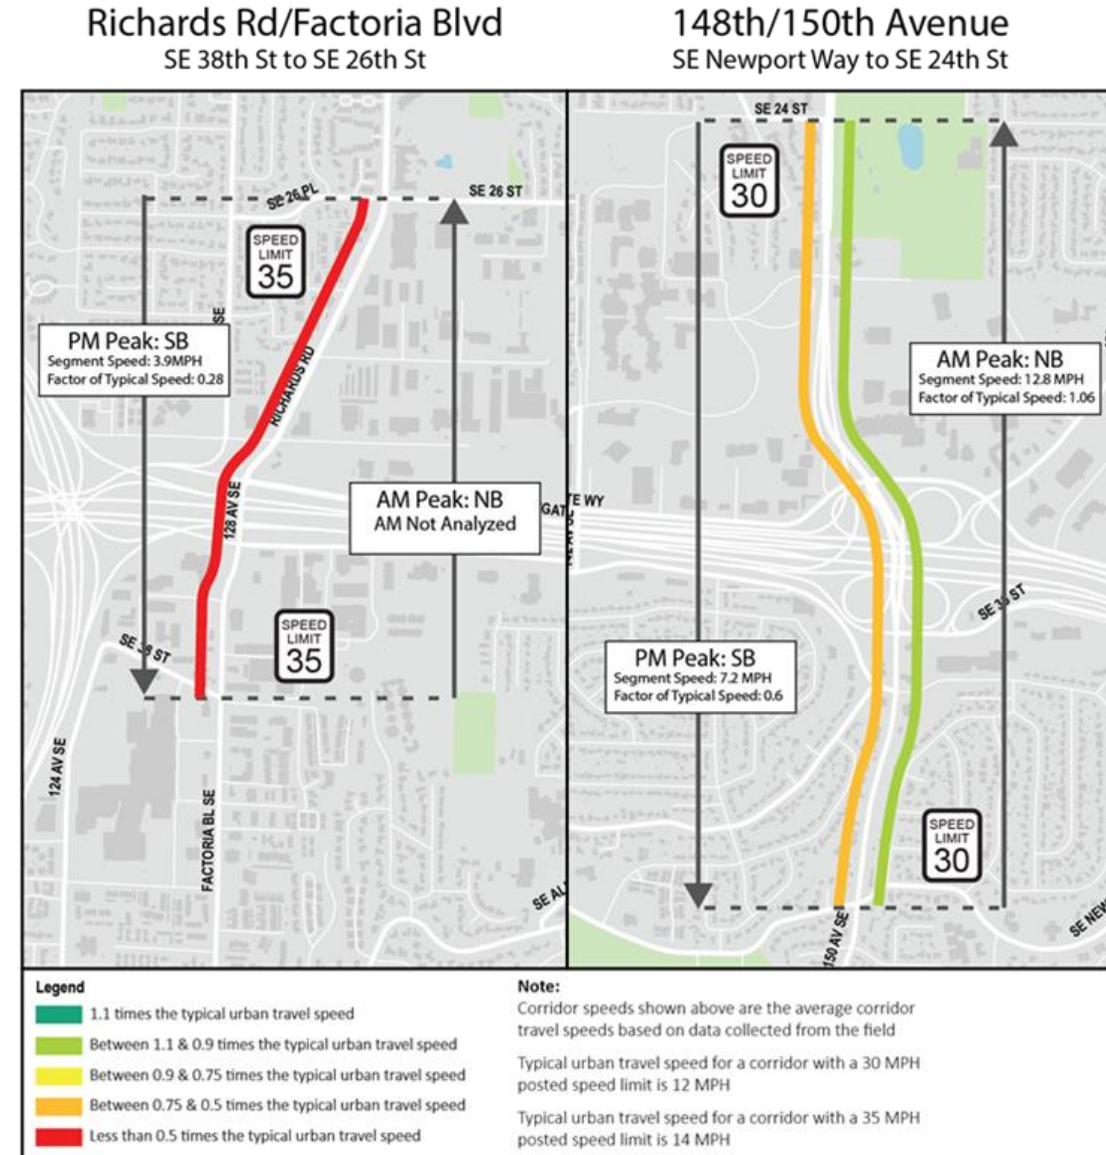 Richards Rd/Factoria Blvd
SE 38th St to SE 26th St
148th/150th Avenue
SE Newport Way to SE 24th St
SE 26 PL
SE 26 ST
SPEED
LIMIT
35
SE
PM Peak: SB
Segment Speed: 3.9MPH
Factor of Typical Speed: 0.28
RICHARDS RD
128 AV SE
AM Peak: NB
AM Not Analyzed
GATE WY
SPEED
LIMIT
35
SE 38 ST
124 AV SE
FACTORIA BL SE
SE AL
SE 24 ST
SPEED
LIMIT
30
AM Peak: NB
Segment Speed: 12.8 MPH
Factor of Typical Speed: 1.06
PM Peak: SB
Segment Speed: 7.2 MPH
Factor of Typical Speed: 0.6
SPEED
LIMIT
30
150 AV SE
SE NEW
Legend
1.1 times the typical urban travel speed
Between 1.1 & 0.9 times the typical urban travel speed
Between 0.9 & 0.75 times the typical urban travel speed
Between 0.75 & 0.5 times the typical urban travel speed
Less than 0.5 times the typical urban travel speed
Note:
Corridor speeds shown above are the average corridor
travel speeds based on data collected from the field
Typical urban travel speed for a corridor with a 30 MPH
posted speed limit is 12 MPH
Typical urban travel speed for a corridor with a 35 MPH
posted speed limit is 14 MPH